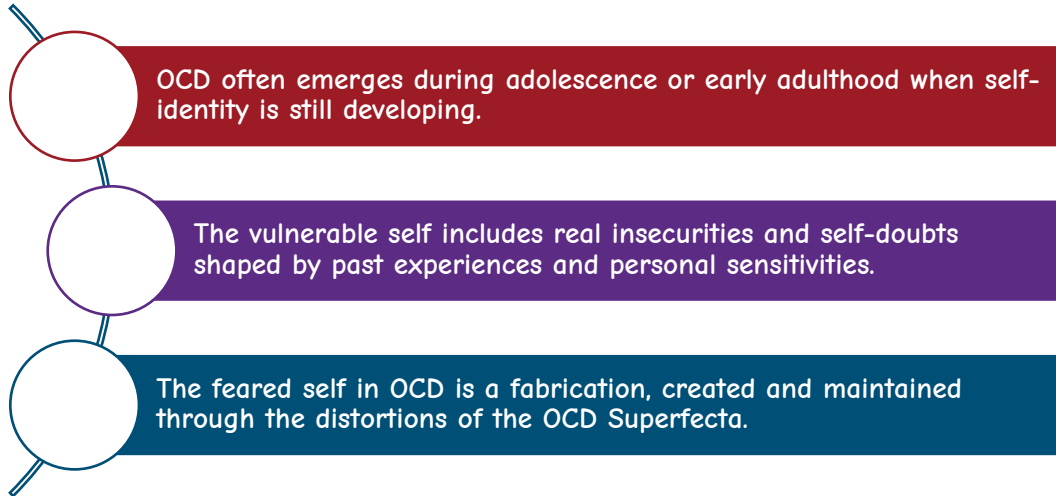 OCD often emerges during adolescence or early adulthood when self-
identity is still developing.
The vulnerable self includes real insecurities and self-doubts
shaped by past experiences and personal sensitivities.
The feared self in OCD is a fabrication, created and maintained
through the distortions of the OCD Superfecta.